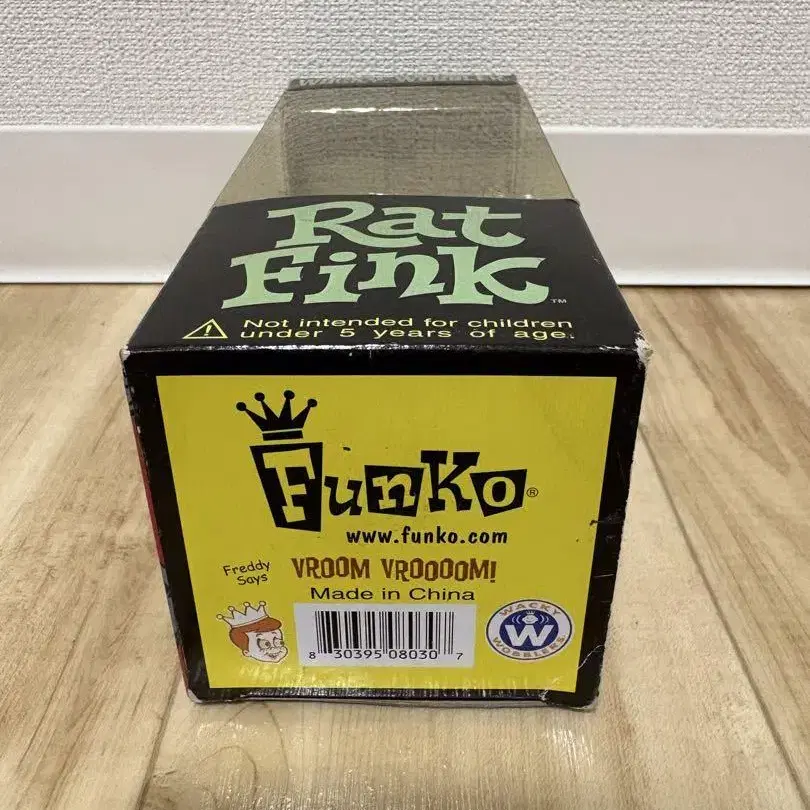 Rat
Fink
™
Not intended for children
under 5 years of age.
Funko®
www.funko.com
Freddy
Says
VROOM VROOOOM!
Made in China
8 30395 08030 7
WACKY
W
WOBBLERS